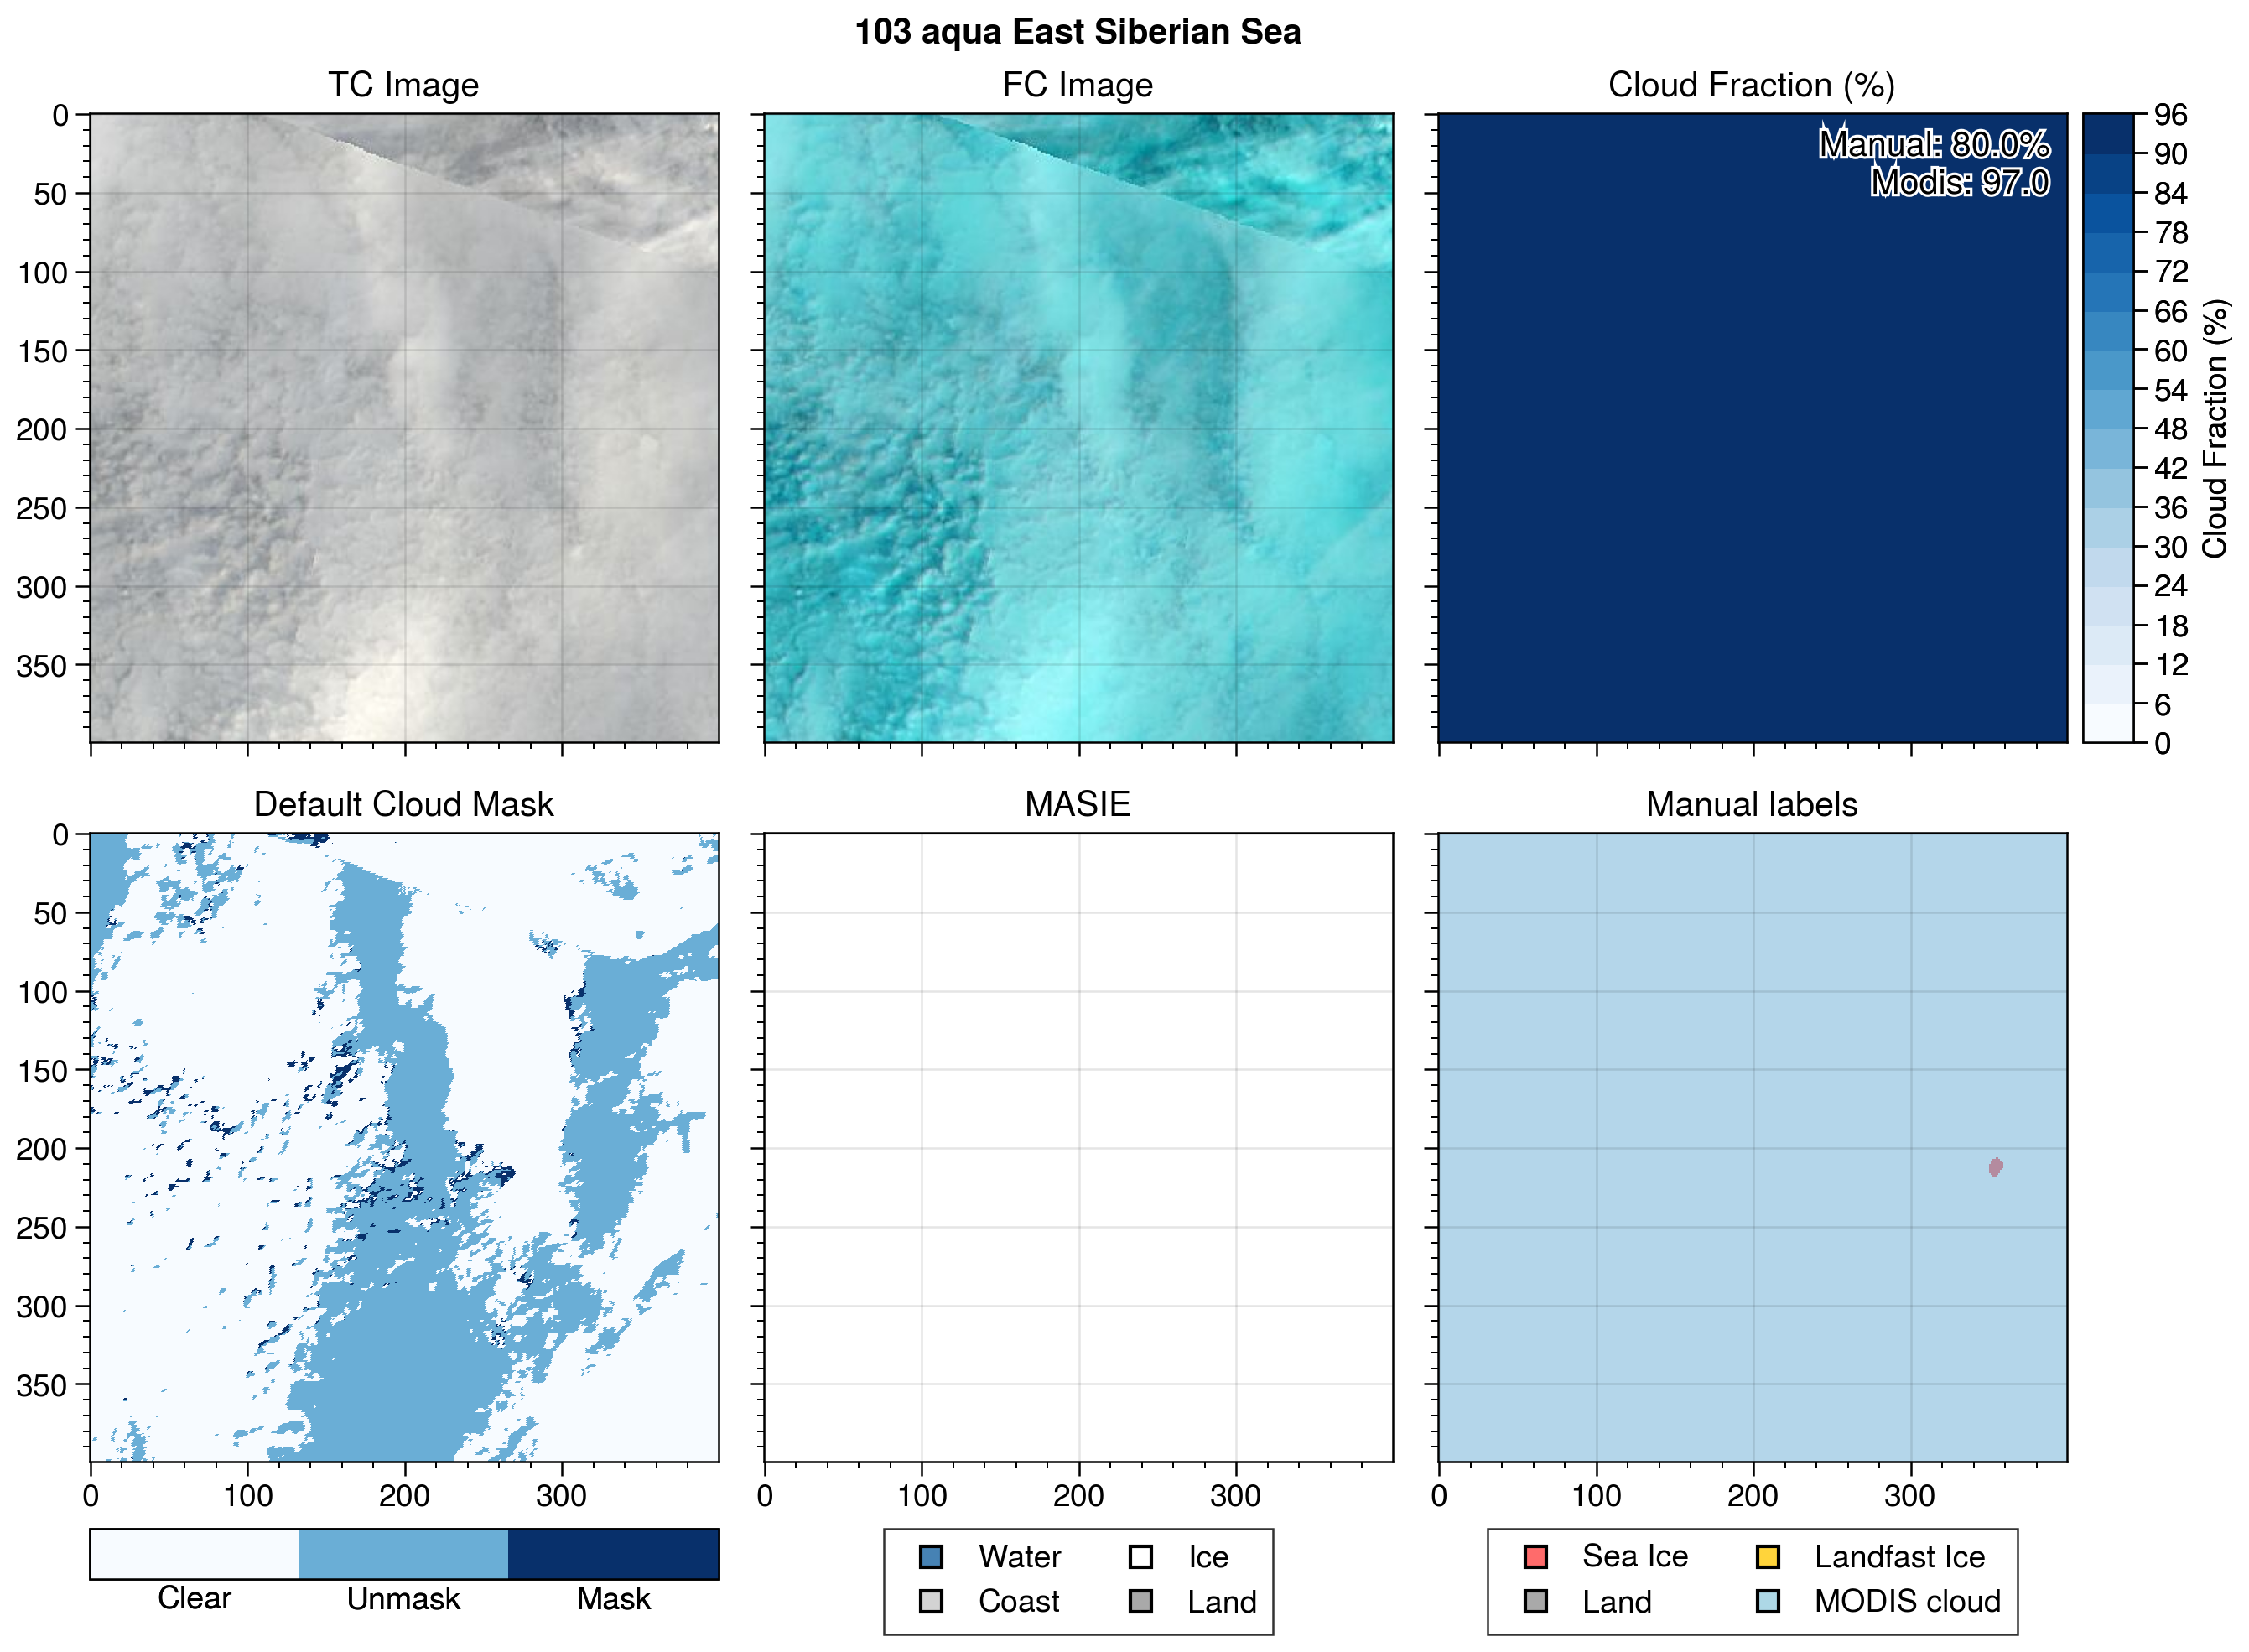 103 aqua East Siberian Sea
TC Image
FC Image
Cloud Fraction (%)
0
50
100
150
200
250
300
350
Manual: 80.0%
Modis: 97.0
96
90
84
78
72
66
60
54
48
42
36
30
24
18
12
6
0
Cloud Fraction (%)
Default Cloud Mask
MASIE
Manual labels
0
50
100
150
200
250
300
350
0 100 200 300
0 100 200 300
0 100 200 300
Clear Unmask Mask
Water Ice
Coast Land
Sea Ice Landfast Ice
Land MODIS cloud